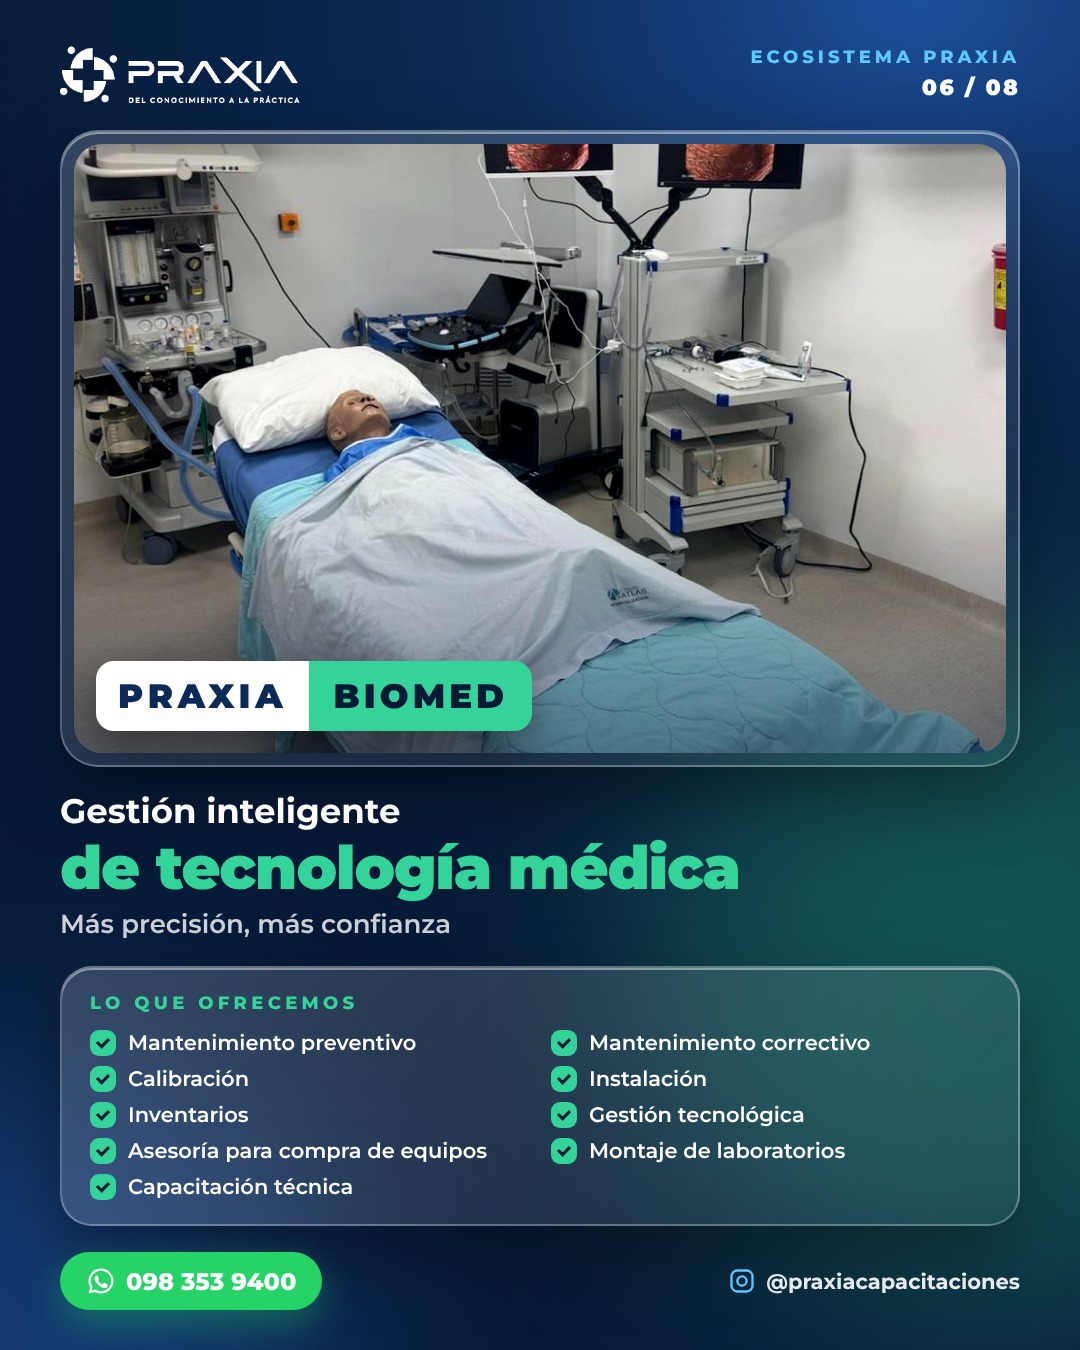 PRAXIA
DEL CONOCIMIENTO A LA PRÁCTICA
ECOSISTEMA PRAXIA
06 / 08
ATLAS
PRAXIA BIOMED
Gestión inteligente
de tecnología médica
Más precisión, más confianza
LO QUE OFRECEMOS
Mantenimiento preventivo
Mantenimiento correctivo
Calibración
Instalación
Inventarios
Gestión tecnológica
Asesoría para compra de equipos
Montaje de laboratorios
Capacitación técnica
098 353 9400
@praxiacapacitaciones